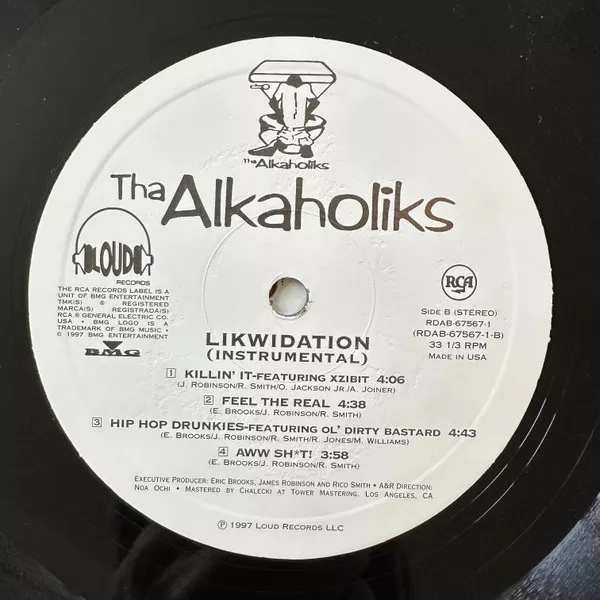 Tha Alkaholiks
Tha Alkaholiks
LOUD
RECORDS
THE RCA RECORDS LABEL IS A
UNIT OF BMG ENTERTAINMENT
TMK(S) ® REGISTERED
MARCA(S) REGISTRADA(S)
RCA ® GENERAL ELECTRIC CO.
USA • BMG LOGO IS A
TRADEMARK OF BMG MUSIC •
© 1997 BMG ENTERTAINMENT
BMG
RCA
SIDE B (STEREO)
RDAB-67567-1
(RDAB-67567-1-B)
33 1/3 RPM
MADE IN USA
LIKWIDATION
(INSTRUMENTAL)
1 KILLIN' IT-FEATURING XZIBIT 4:06
(J. ROBINSON/R. SMITH/O. JACKSON JR./A. JOINER)
2 FEEL THE REAL 4:38
(E. BROOKS/J. ROBINSON/R. SMITH)
3 HIP HOP DRUNKIES-FEATURING OL' DIRTY BASTARD 4:43
(E. BROOKS/J. ROBINSON/R. SMITH/R. JONES/M. WILLIAMS)
4 AWW SH*T! 3:58
(E. BROOKS/J. ROBINSON/R. SMITH)
EXECUTIVE PRODUCER: ERIC BROOKS, JAMES ROBINSON AND RICO SMITH • A&R DIRECTION:
NOA OCHI • MASTERED BY CHALECKI AT TOWER MASTERING, LOS ANGELES, CA
℗ 1997 LOUD RECORDS LLC